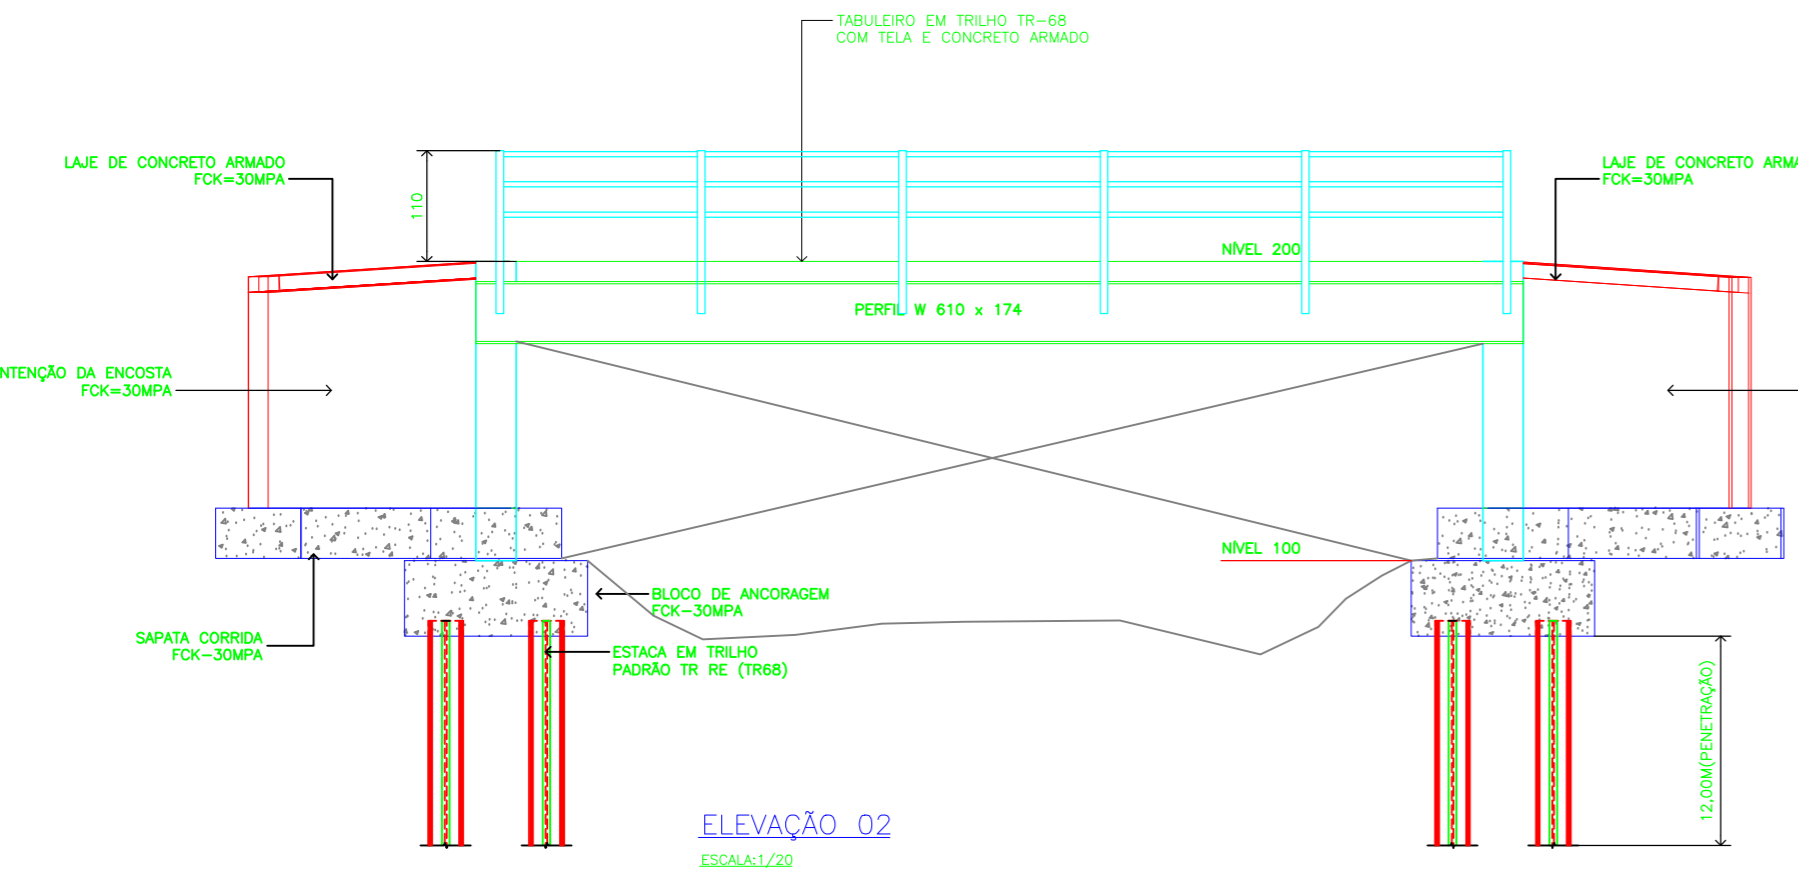 TABULEIRO EM TRILHO TR-68
COM TELA E CONCRETO ARMADO
LAJE DE CONCRETO ARMADO
FCK=30MPA
LAJE DE CONCRETO ARMA
FCK=30MPA
110
NÍVEL 200
PERFIL W 610 x 174
NTENÇÃO DA ENCOSTA
FCK=30MPA
NÍVEL 100
BLOCO DE ANCORAGEM
FCK-30MPA
SAPATA CORRIDA
FCK-30MPA
ESTACA EM TRILHO
PADRÃO TR RE (TR68)
12,00M(PENETRAÇÃO)
ELEVAÇÃO 02
ESCALA:1/20